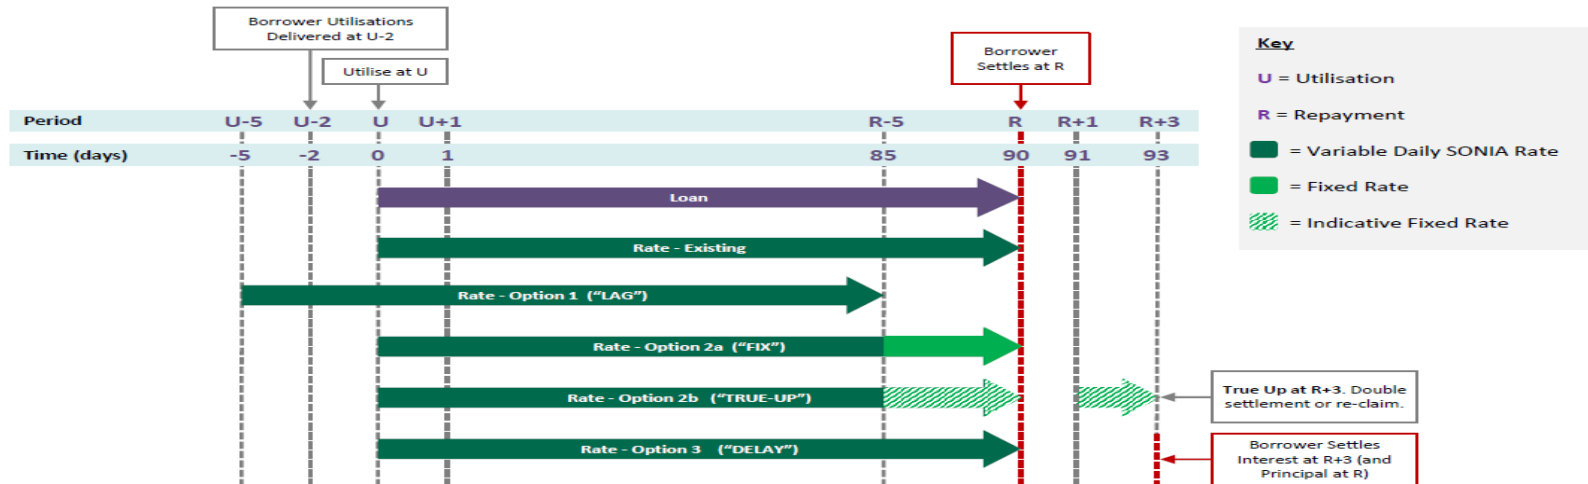 Borrower Utilisations
Delivered at U-2
Utilise at U
Borrower
Settles at R
Key
U = Utilisation
R = Repayment
= Variable Daily SONIA Rate
= Fixed Rate
= Indicative Fixed Rate
Period U-5 U-2 U U+1 R-5 R R+1 R+3
Time (days) -5 -2 0 1 85 90 91 93
Loan
Rate - Existing
Rate - Option 1 (“LAG”)
Rate - Option 2a (“FIX”)
Rate - Option 2b (“TRUE-UP”)
True Up at R+3. Double
settlement or re-claim.
Rate - Option 3 (“DELAY”)
Borrower Settles
Interest at R+3 (and
Principal at R)